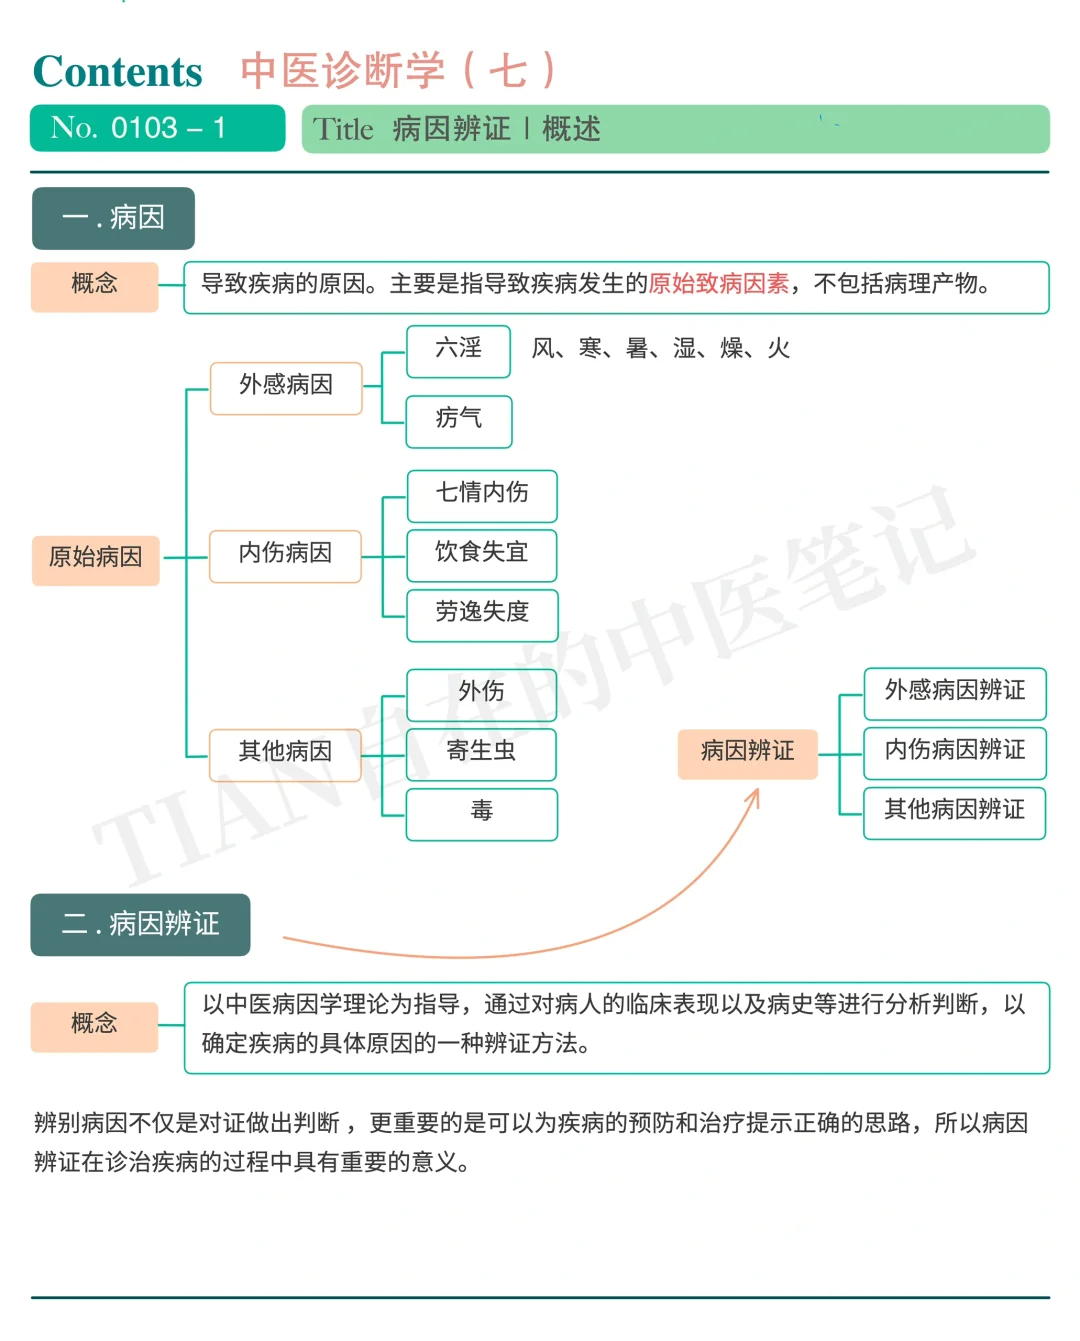 Contents 中医诊断学（七）
No. 0103 – 1
Title 病因辨证 | 概述
一 . 病因
概念
导致疾病的原因。主要是指导致疾病发生的原始致病因素，不包括病理产物。
原始病因
外感病因
六淫
风、寒、暑、湿、燥、火
疠气
内伤病因
七情内伤
饮食失宜
劳逸失度
其他病因
外伤
寄生虫
毒
病因辨证
外感病因辨证
内伤病因辨证
其他病因辨证
二 . 病因辨证
概念
以中医病因学理论为指导，通过对病人的临床表现以及病史等进行分析判断，以
确定疾病的具体原因的一种辨证方法。
辨别病因不仅是对证做出判断 ，更重要的是可以为疾病的预防和治疗提示正确的思路，所以病因
辨证在诊治疾病的过程中具有重要的意义。
TIAN自在的中医笔记